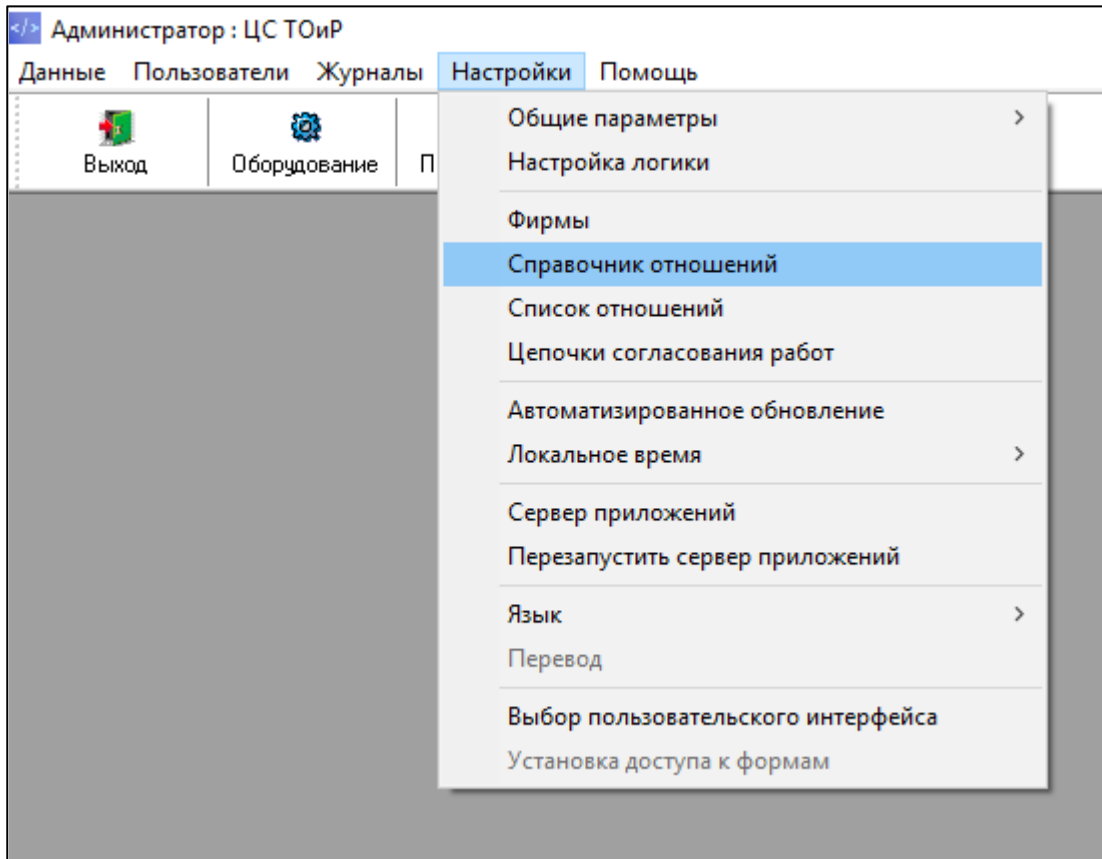 Администратор : ЦС ТОиР
Данные Пользователи Журналы Настройки Помощь
Выход
Оборудование
П
Общие параметры
Настройка логики
Фирмы
Справочник отношений
Список отношений
Цепочки согласования работ
Автоматизированное обновление
Локальное время
Сервер приложений
Перезапустить сервер приложений
Язык
Перевод
Выбор пользовательского интерфейса
Установка доступа к формам